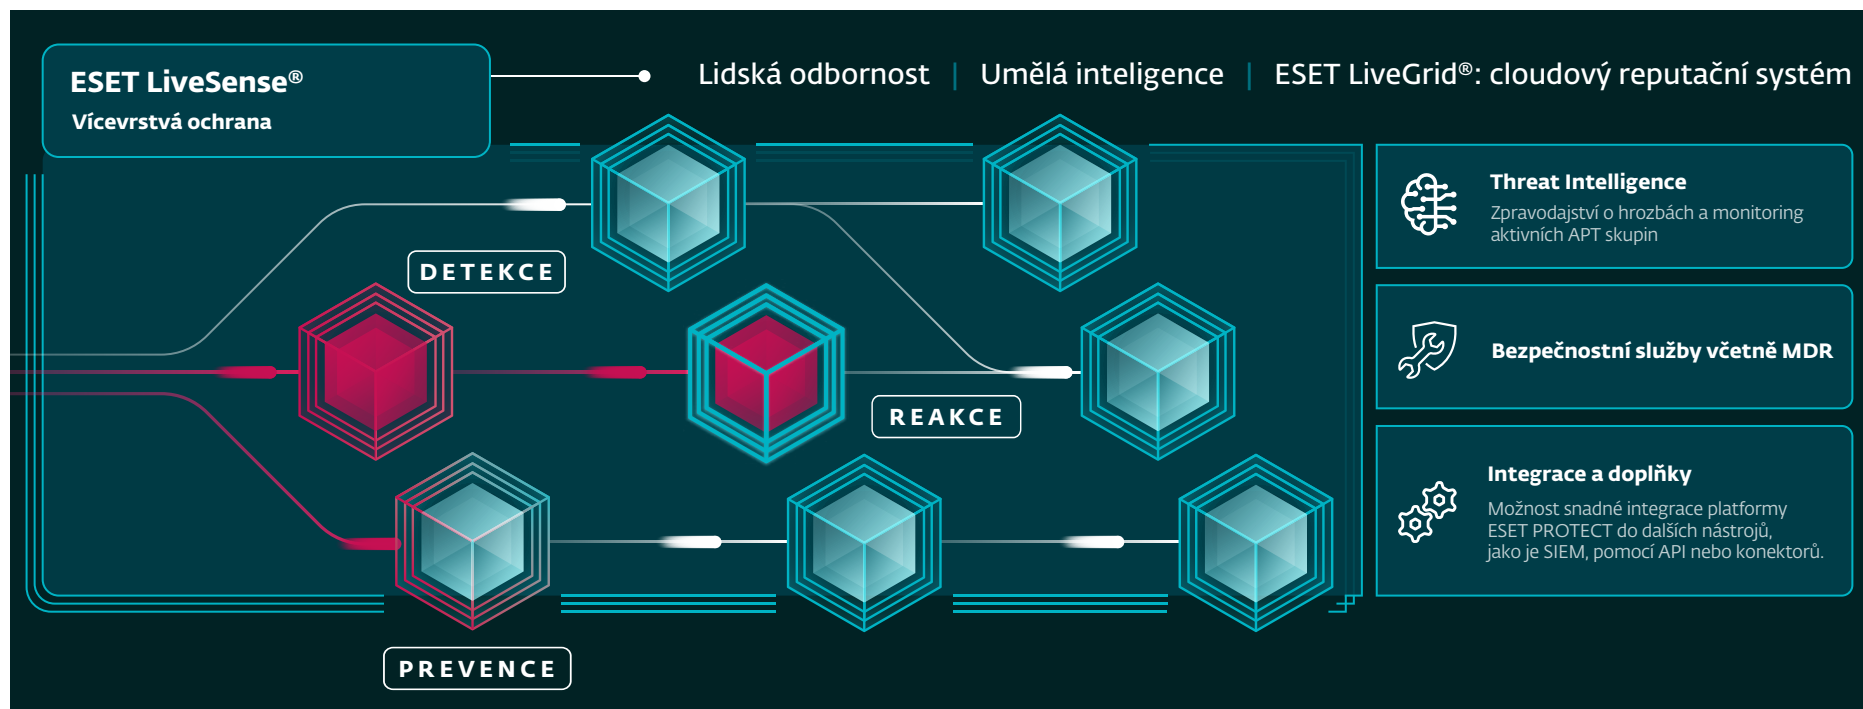 ESET LiveSense®
Vícevrstvá ochrana
Lidská odbornost | Umělá inteligence | ESET LiveGrid®: cloudový reputační systém
DETEKCE
REAKCE
PREVENCE
Threat Intelligence
Zpravodajství o hrozbách a monitoring
aktivních APT skupin
Bezpečnostní služby včetně MDR
Integrace a doplňky
Možnost snadné integrace platformy
ESET PROTECT do dalších nástrojů,
jako je SIEM, pomocí API nebo konektorů.